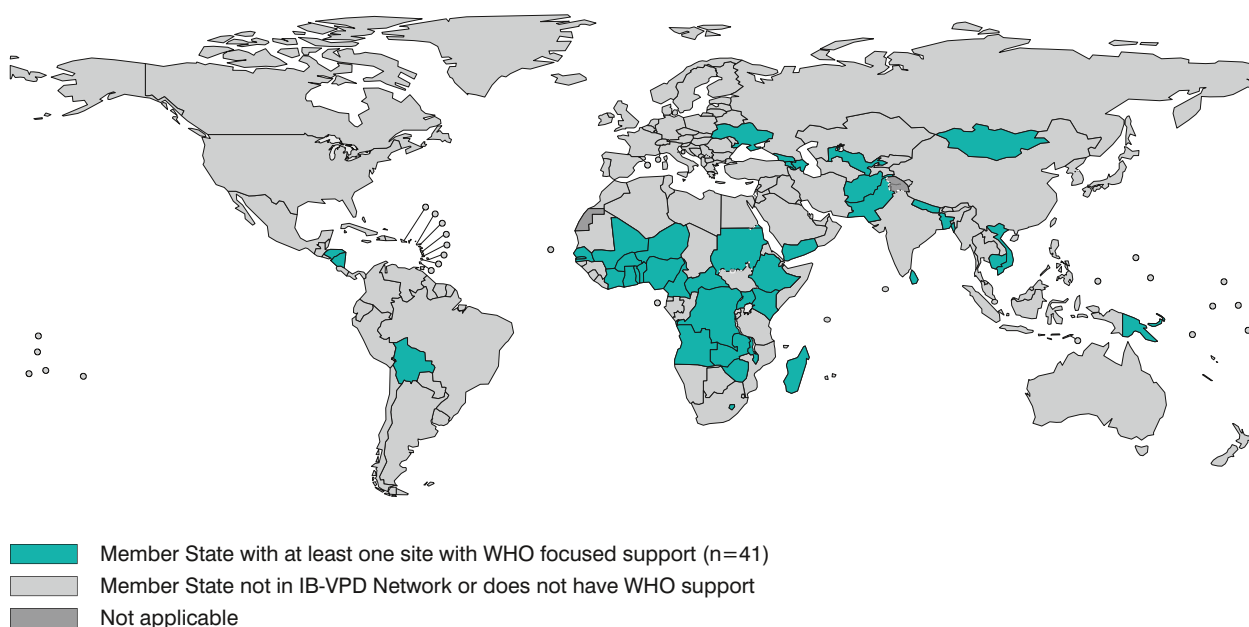 Member State with at least one site with WHO focused support (n=41)
Member State not in IB-VPD Network or does not have WHO support
Not applicable